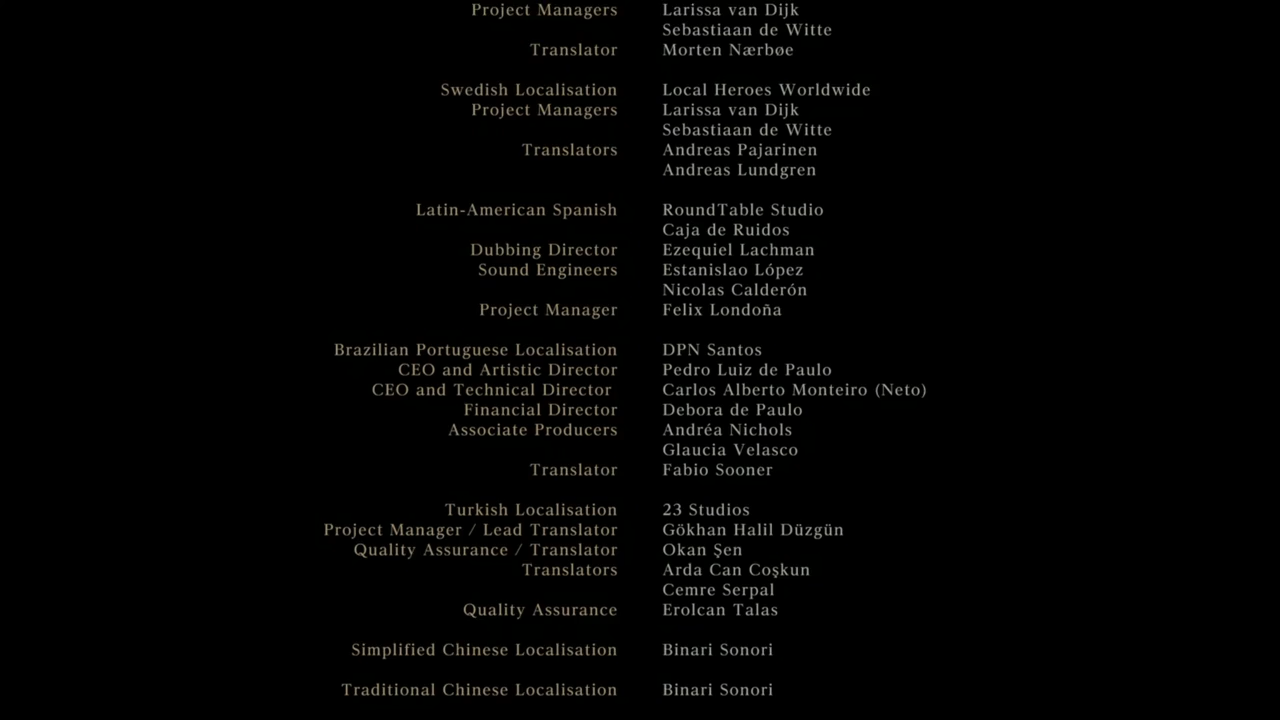 Project Managers Larissa van Dijk
Sebastiaan de Witte
Translator Morten Nærbøe
Swedish Localisation Local Heroes Worldwide
Project Managers Larissa van Dijk
Sebastiaan de Witte
Translators Andreas Pajarinen
Andreas Lundgren
Latin-American Spanish RoundTable Studio
Caja de Ruidos
Dubbing Director Ezequiel Lachman
Sound Engineers Estanislao López
Nicolas Calderón
Project Manager Felix Londoña
Brazilian Portuguese Localisation DPN Santos
CEO and Artistic Director Pedro Luiz de Paulo
CEO and Technical Director Carlos Alberto Monteiro (Neto)
Financial Director Debora de Paulo
Associate Producers Andréa Nichols
Glaucia Velasco
Translator Fabio Sooner
Turkish Localisation 23 Studios
Project Manager / Lead Translator Gökhan Halil Düzgün
Quality Assurance / Translator Okan Şen
Translators Arda Can Coşkun
Cemre Serpal
Quality Assurance Erolcan Talas
Simplified Chinese Localisation Binari Sonori
Traditional Chinese Localisation Binari Sonori